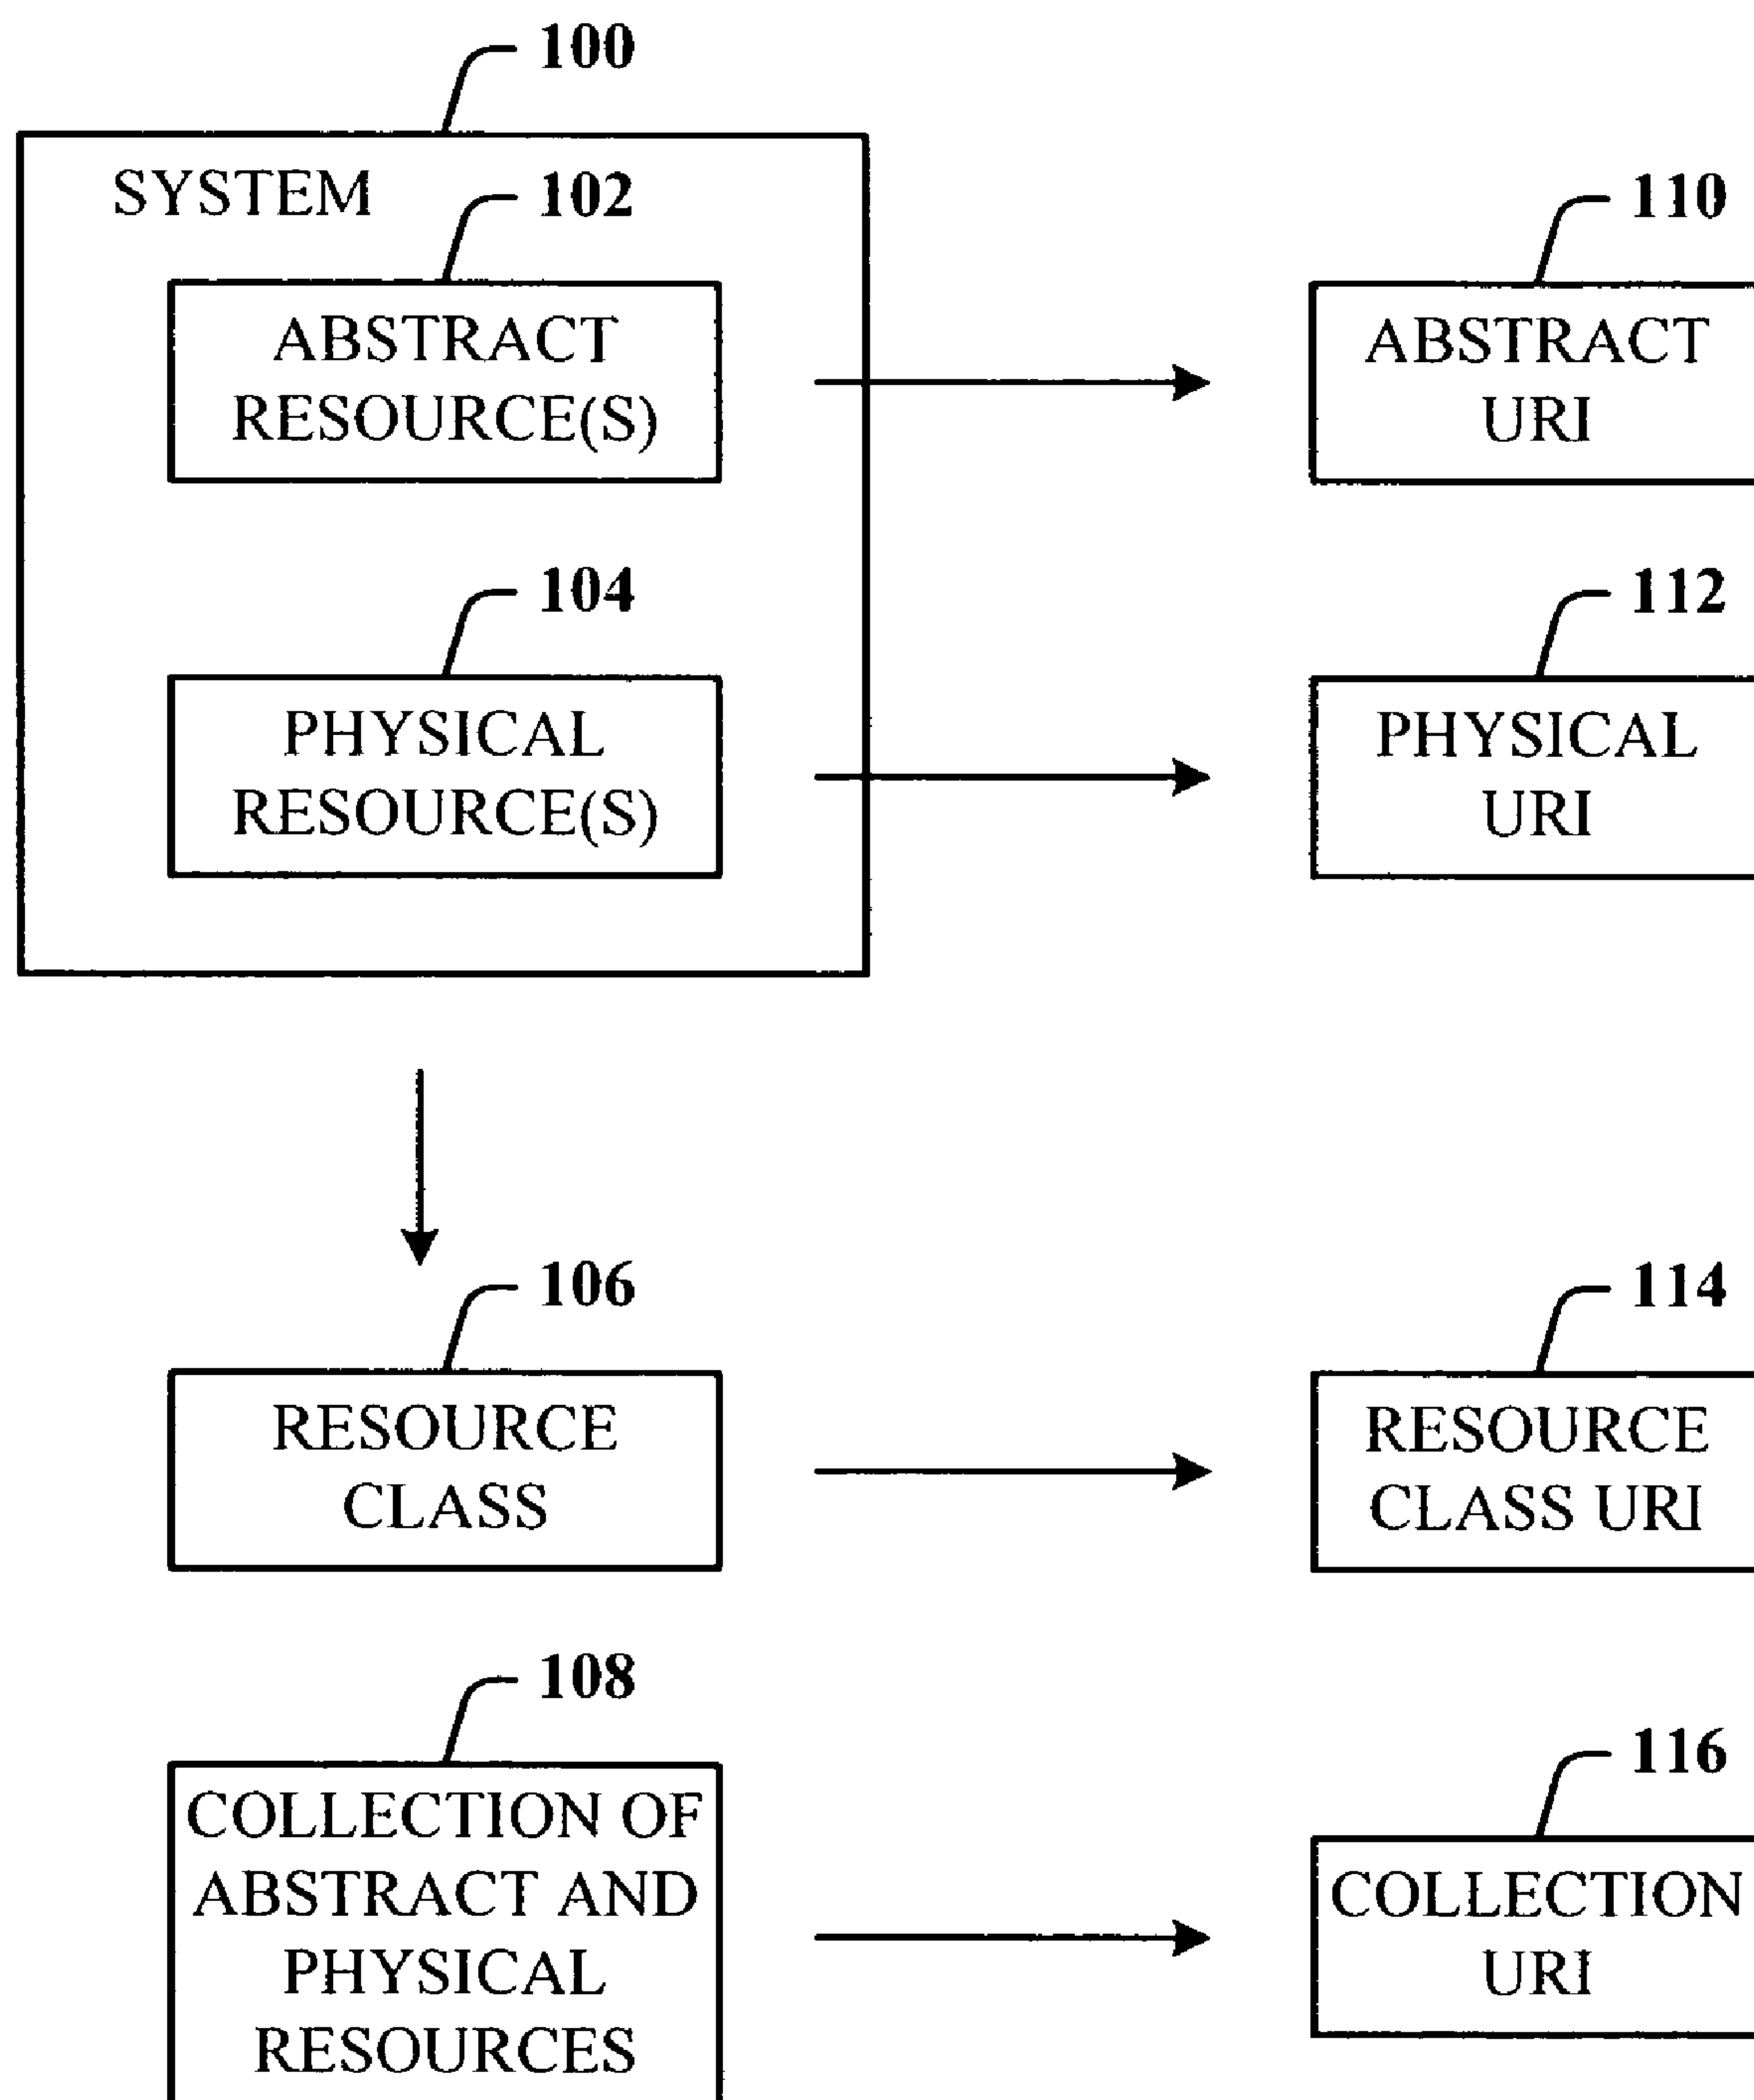 100
SYSTEM
102
110
ABSTRACT
RESOURCE(S)
ABSTRACT
URI
104
112
PHYSICAL
RESOURCE(S)
PHYSICAL
URI
106
114
RESOURCE
CLASS
RESOURCE
CLASS URI
108
116
COLLECTION OF
ABSTRACT AND
PHYSICAL
RESOURCES
COLLECTION
URI